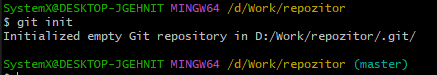 SystemX@DESKTOP-JGEHNIT MINGW64 /d/Work/repozitor
$ git init
Initialized empty Git repository in D:/Work/repozitor/.git/
SystemX@DESKTOP-JGEHNIT MINGW64 /d/Work/repozitor (master)
$